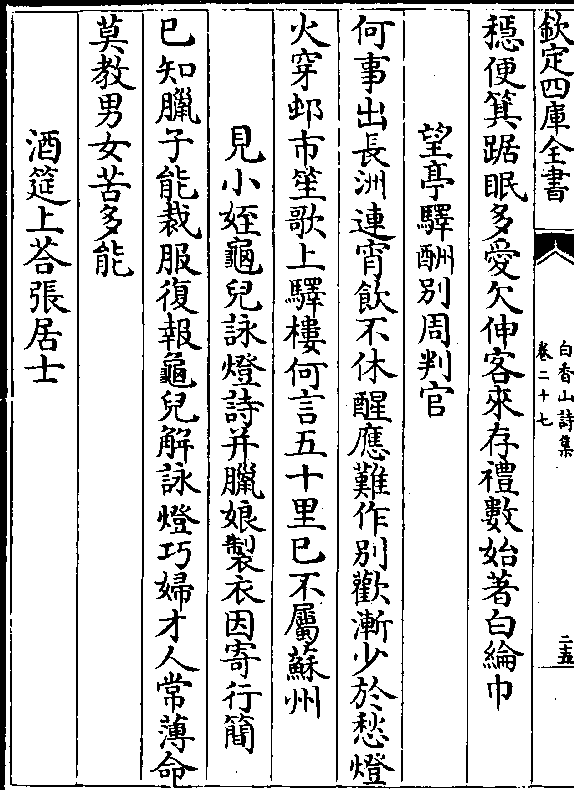 欽定四庫全書
白香山詩集
卷二十七
二五
穩便箕踞眠多愛欠伸客來存禮數始著白綸巾
望亭驛酬別周判官
何事出長洲連宵飲不休醒應難作別歡漸少於愁燈
火穿邨市笙歌上驛樓何言五十里已不屬蘇州
見小姪龜兒詠燈詩并臘娘製衣因寄行簡
已知臘子能裁服復報龜兒解詠燈巧婦才人常薄命
莫教男女苦多能
酒筵上荅張居士